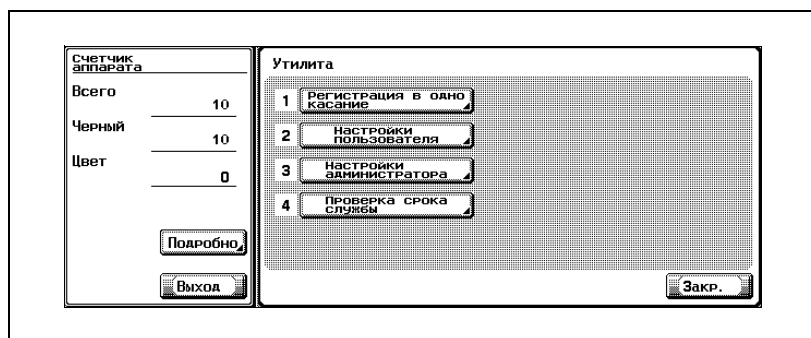 Счетчик
аппарата
Всего
10
Черный
10
Цвет
0
Подробно
Выход
Утилита
1 Регистрация в одно
касание
2 Настройки
пользователя
3 Настройки
администратора
4 Проверка срока
службы
Закр.